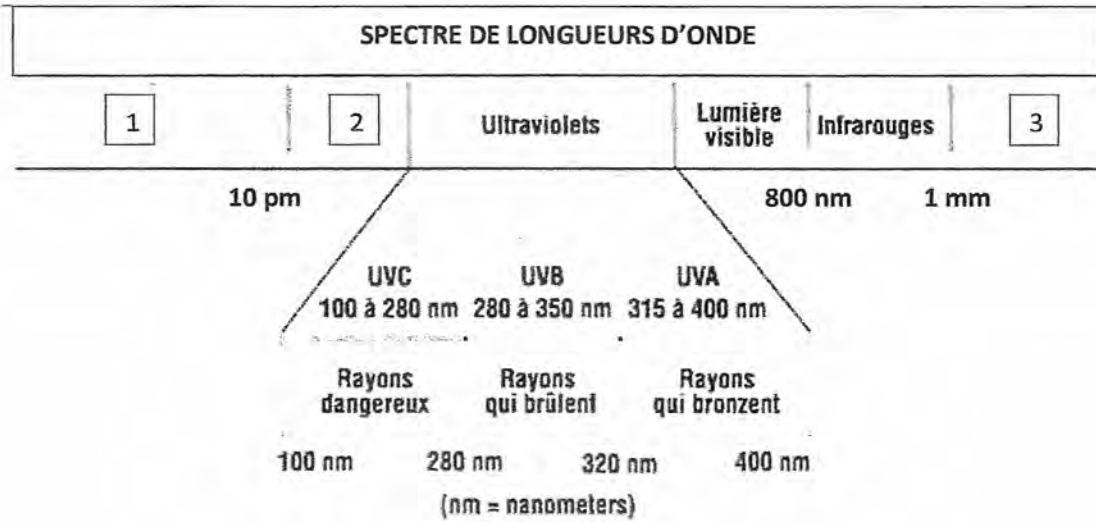 SPECTRE DE LONGUEURS D'ONDE
1
2
Ultraviolets
Lumière
visible
Infrarouges
3
10 pm
800 nm
1 mm
UVC
100 à 280 nm
UVB
280 à 350 nm
UVA
315 à 400 nm
Rayons
dangereux
Rayons
qui brûlent
Rayons
qui bronzent
100 nm
280 nm
320 nm
400 nm
(nm = nanometers)